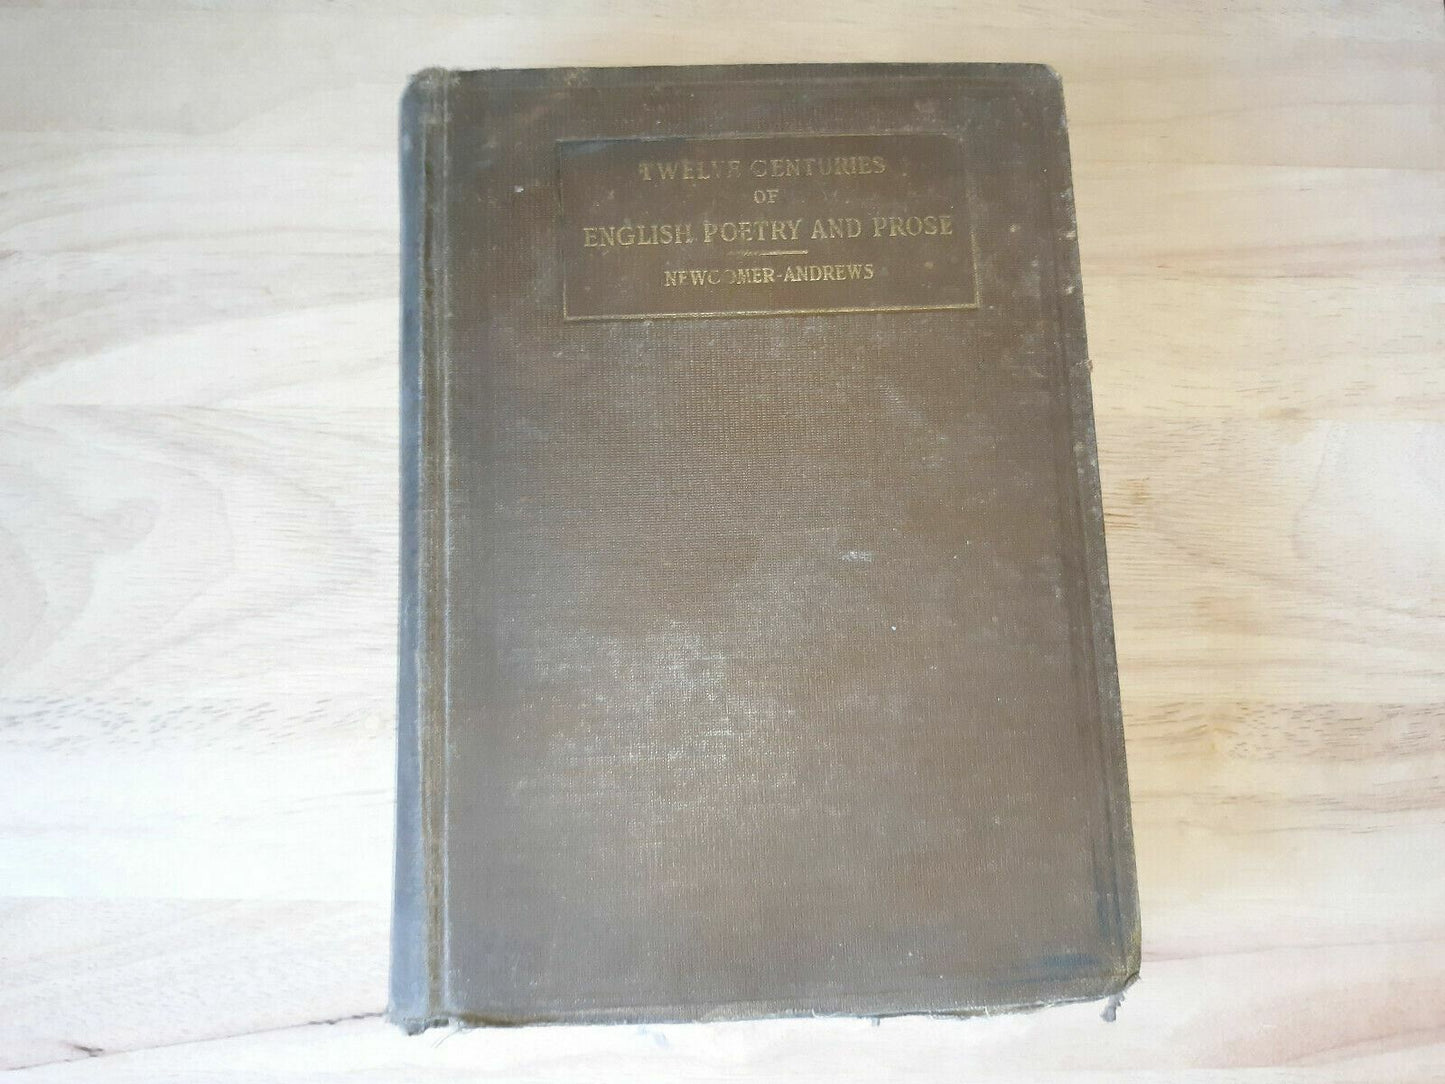 TWELVE CENTURIES
OF
ENGLISH POETRY AND PROSE
NEWCOMER-ANDREWS